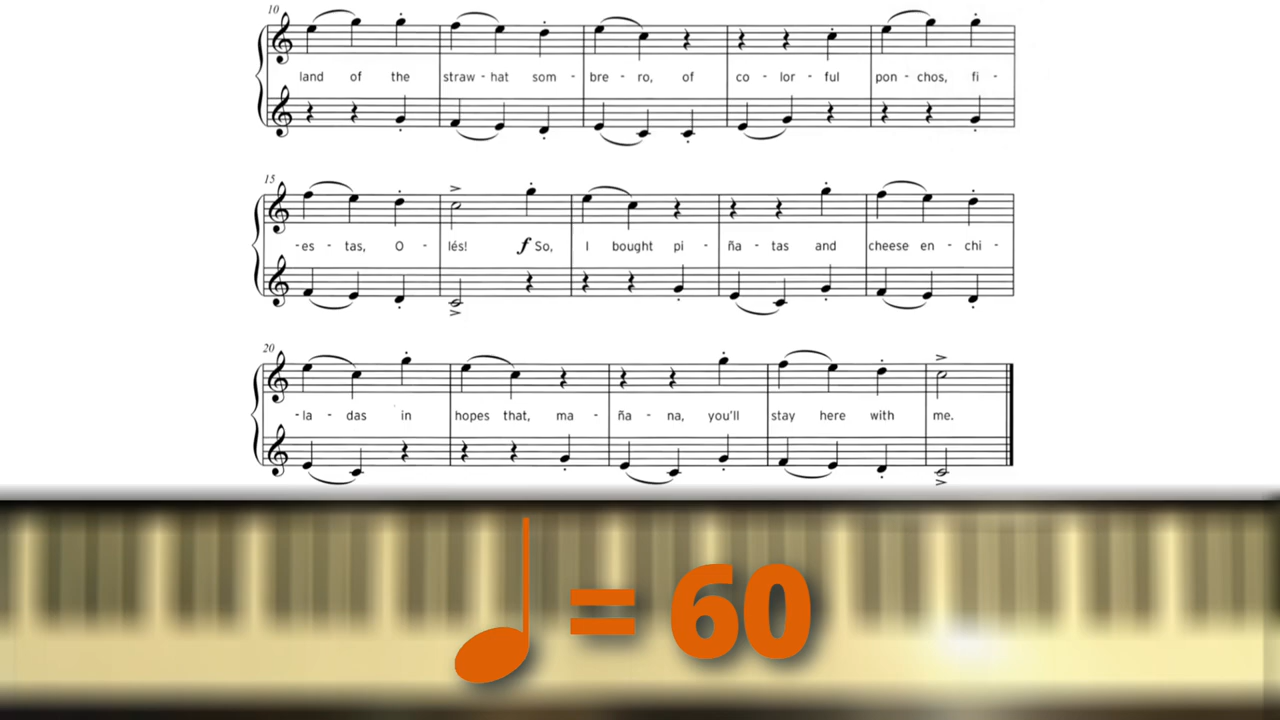 10
land of the straw - hat som - bre - ro, of co - lor - ful pon - chos, fi -
15
- es - tas, O - lés! f So, I bought pi - ña - tas and cheese en - chi -
20
- la - das in hopes that, ma - ña - na, you'll stay here with me.
= 60